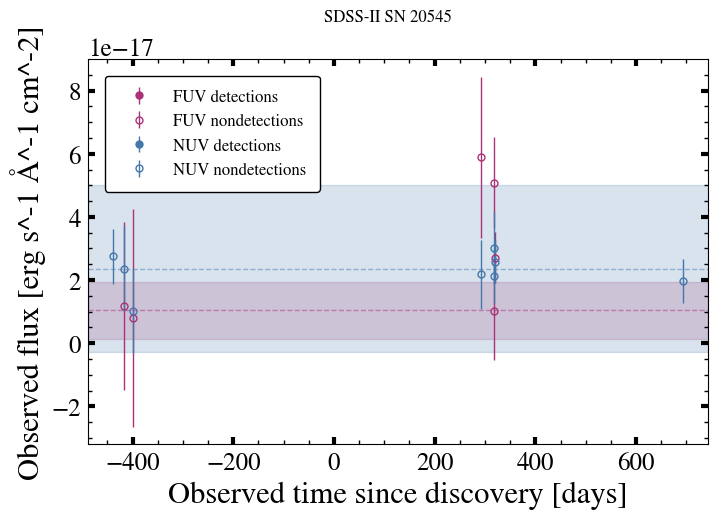 SDSS-II SN 20545
1e−17
FUV detections
FUV nondetections
NUV detections
NUV nondetections
8
6
4
2
0
−2
−400
−200
0
200
400
600
Observed time since discovery [days]
Observed flux [erg s^-1 Å^-1 cm^-2]